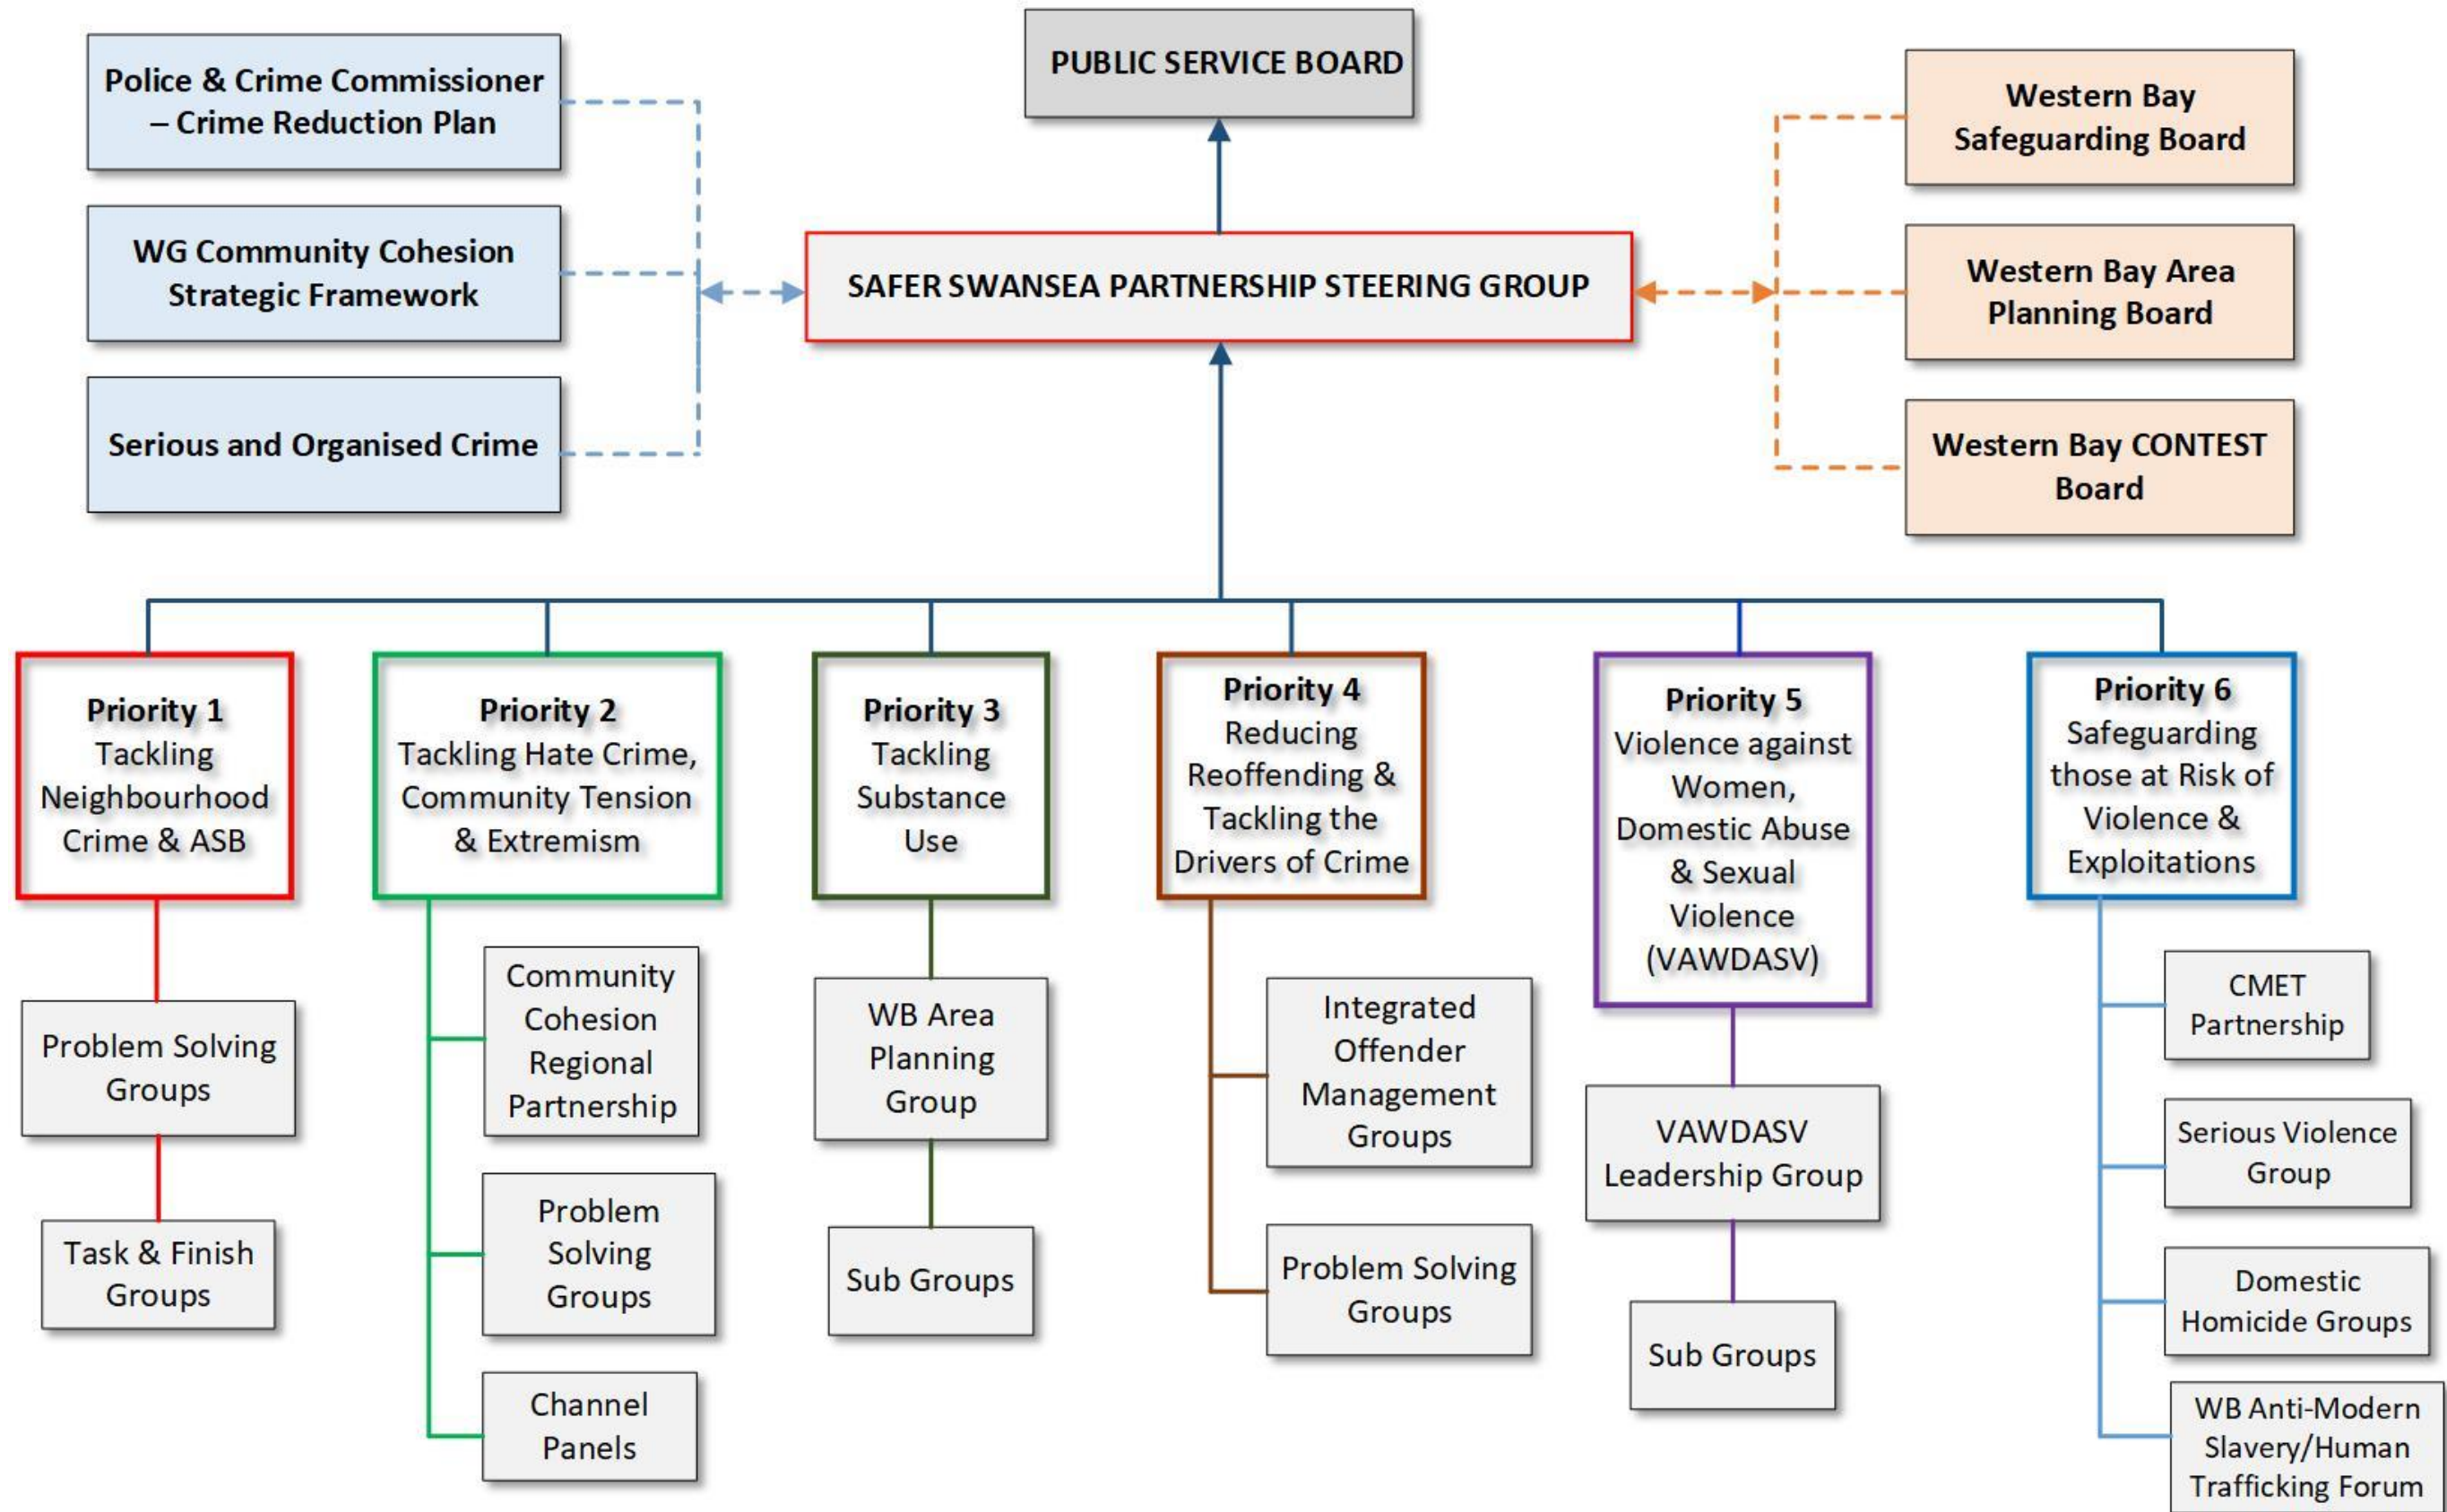 PUBLIC SERVICE BOARD
Police & Crime Commissioner
– Crime Reduction Plan
WG Community Cohesion
Strategic Framework
Serious and Organised Crime
SAFER SWANSEA PARTNERSHIP STEERING GROUP
Western Bay
Safeguarding Board
Western Bay Area
Planning Board
Western Bay CONTEST
Board
Priority 1
Tackling
Neighbourhood
Crime & ASB
Problem Solving
Groups
Task & Finish
Groups
Priority 2
Tackling Hate Crime,
Community Tension
& Extremism
Community
Cohesion
Regional
Partnership
Problem
Solving
Groups
Channel
Panels
Priority 3
Tackling
Substance
Use
WB Area
Planning
Group
Sub Groups
Priority 4
Reducing
Reoffending &
Tackling the
Drivers of Crime
Integrated
Offender
Management
Groups
Problem Solving
Groups
Priority 5
Violence against
Women,
Domestic Abuse
& Sexual
Violence
(VAWDASV)
VAWDASV
Leadership Group
Sub Groups
Priority 6
Safeguarding
those at Risk of
Violence &
Exploitations
CMET
Partnership
Serious Violence
Group
Domestic
Homicide Groups
WB Anti-Modern
Slavery/Human
Trafficking Forum